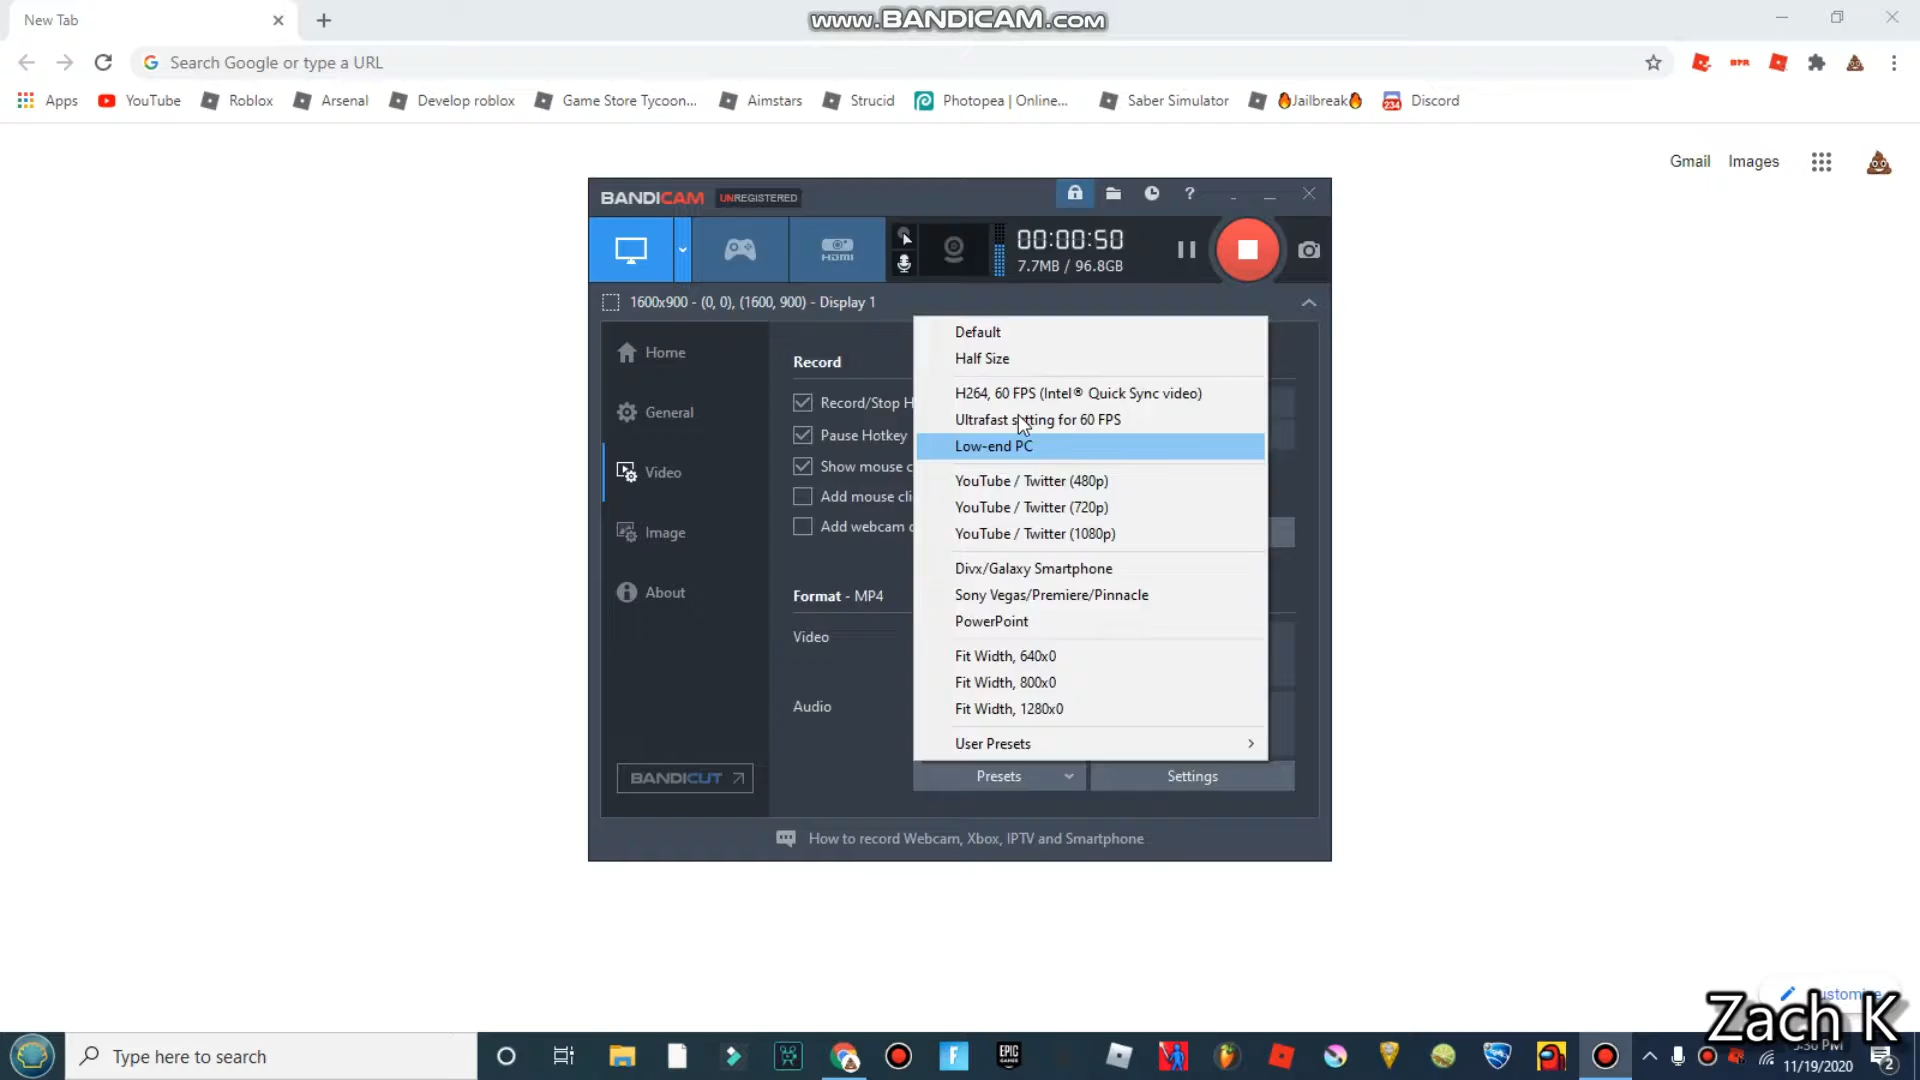 New Tab
www.BANDICAM.com
Search Google or type a URL
Apps YouTube Roblox Arsenal Develop roblox Game Store Tycoon... Aimstars Strucid Photopea | Online... Saber Simulator 🔥Jailbreak🔥 234 Discord
Gmail Images
BANDICAM UNREGISTERED ?
HDMI
00:00:50
7.7MB / 96.8GB
1600x900 - (0, 0), (1600, 900) - Display 1
Home
General
Video
Image
About
BANDICUT
Record
Record/Stop H
Pause Hotkey
Show mouse c
Add mouse cli
Add webcam
Format - MP4
Video
Audio
Default
Half Size
H264, 60 FPS (Intel® Quick Sync video)
Ultrafast setting for 60 FPS
Low-end PC
YouTube / Twitter (480p)
YouTube / Twitter (720p)
YouTube / Twitter (1080p)
Divx/Galaxy Smartphone
Sony Vegas/Premiere/Pinnacle
PowerPoint
Fit Width, 640x0
Fit Width, 800x0
Fit Width, 1280x0
User Presets
Presets Settings
How to record Webcam, Xbox, IPTV and Smartphone
Zach K
Type here to search
EPIC GAMES
11/19/2020
2